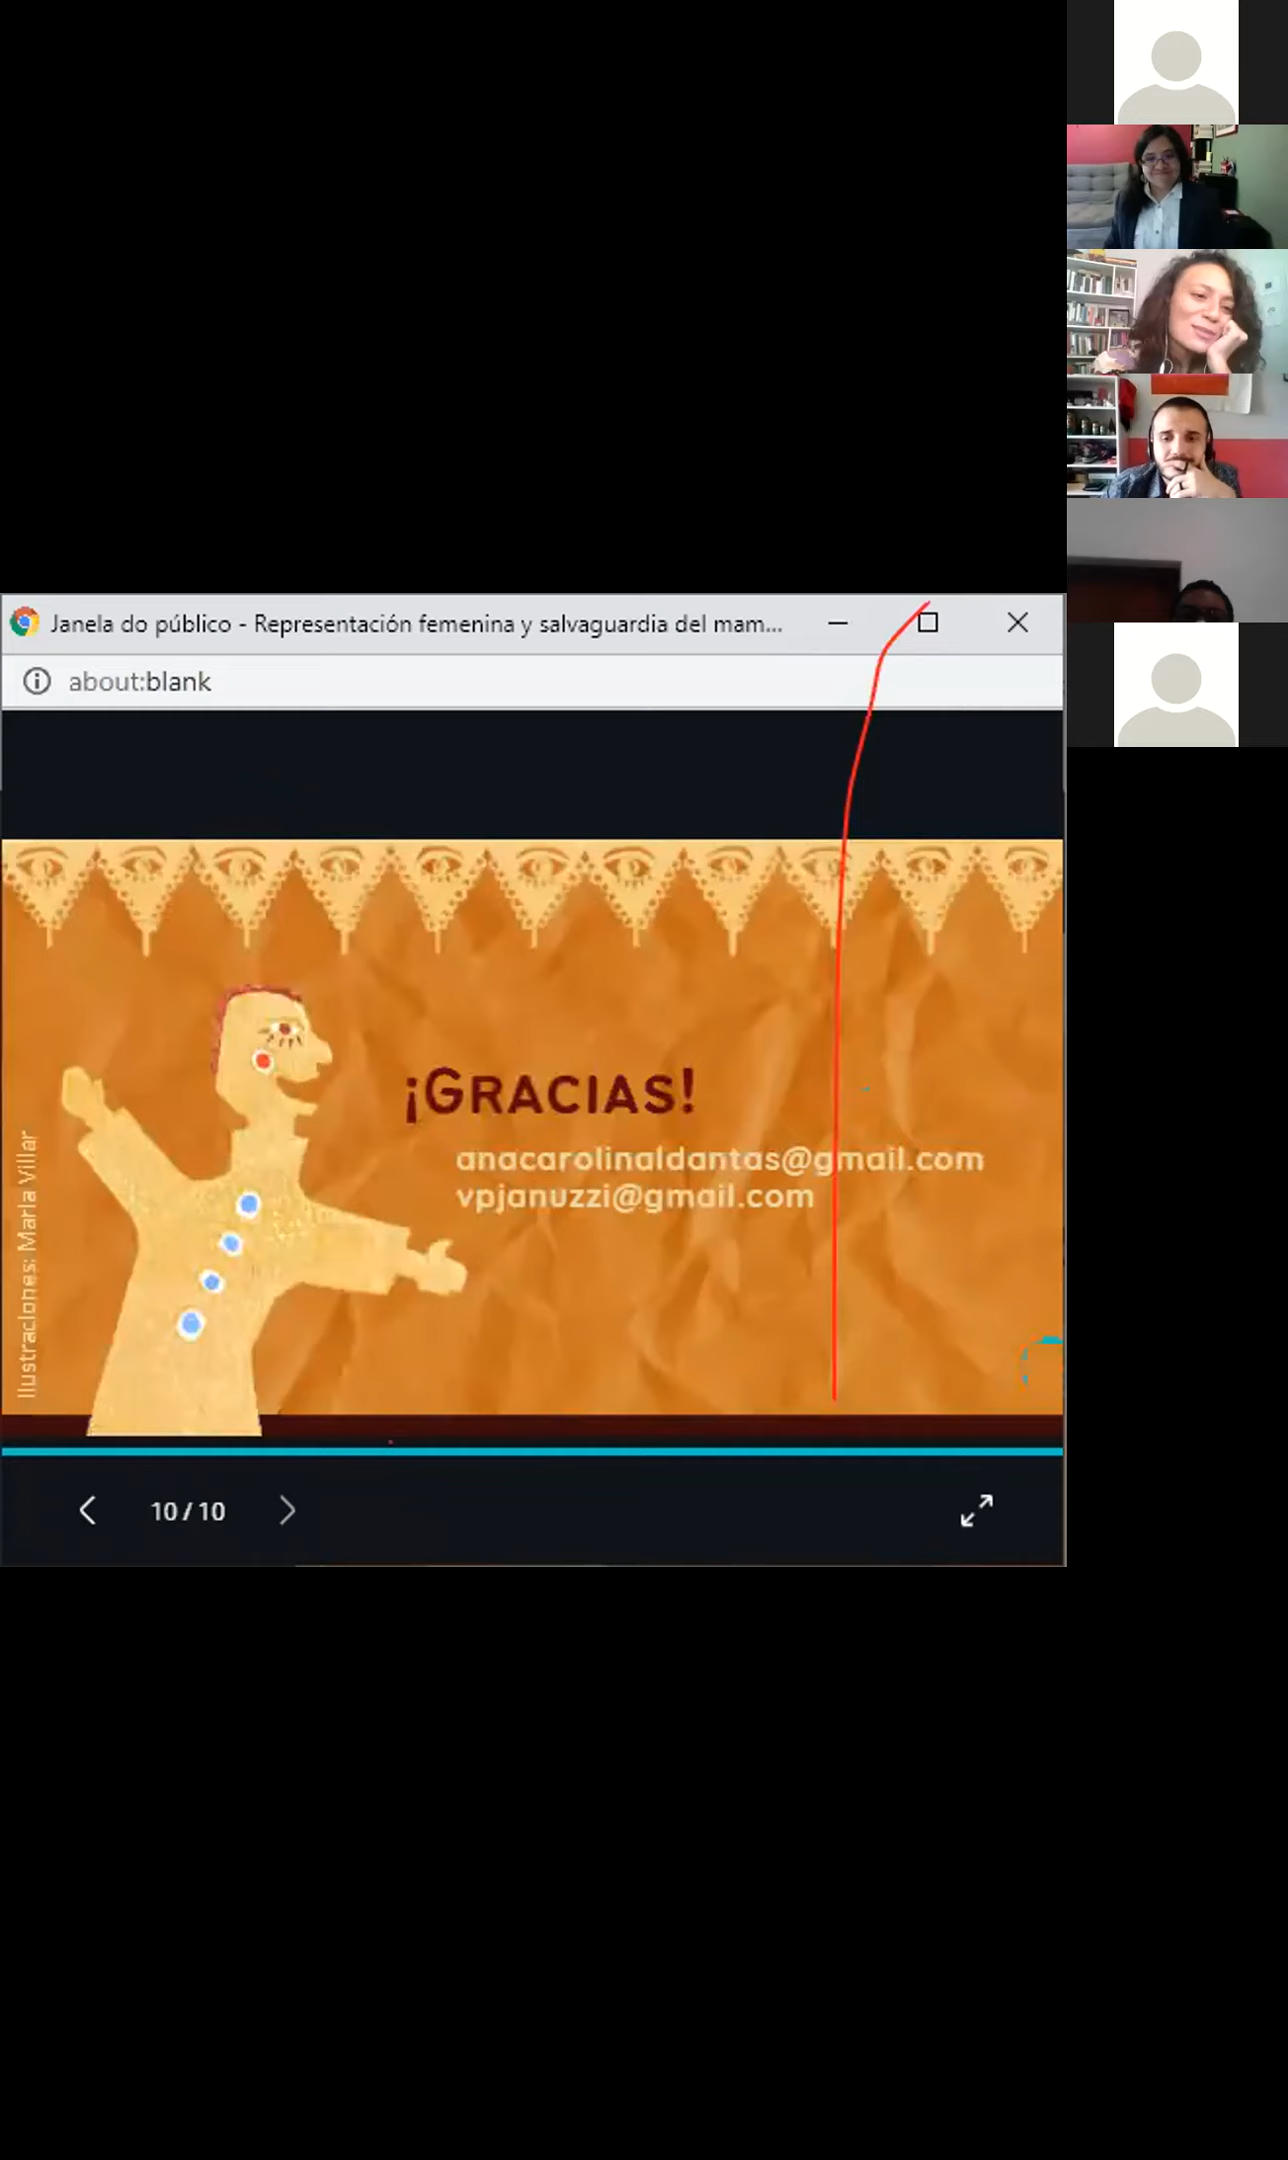 Janela do público - Representación femenina y salvaguardia del mam...
about:blank
¡GRACIAS!
anacarolinaldantas@gmail.com
vpjanuzzi@gmail.com
Ilustraciones: Maria Villar
10 / 10